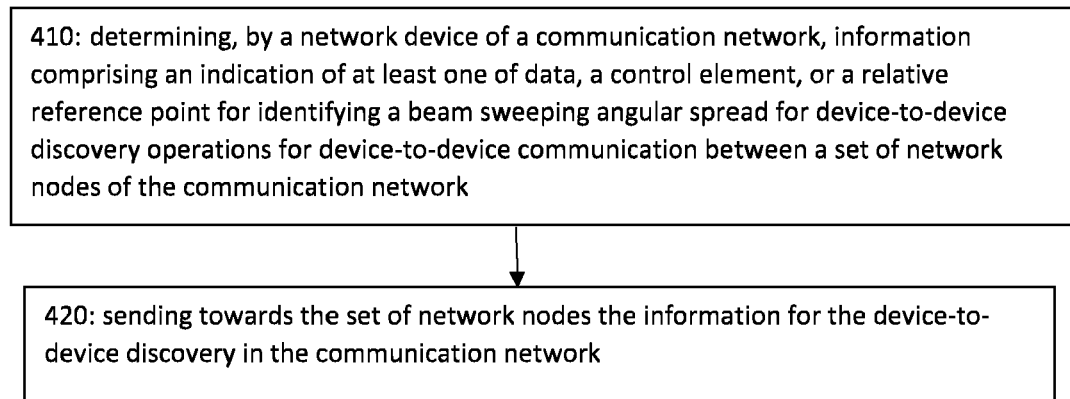 410: determining, by a network device of a communication network, information
comprising an indication of at least one of data, a control element, or a relative
reference point for identifying a beam sweeping angular spread for device-to-device
discovery operations for device-to-device communication between a set of network
nodes of the communication network
420: sending towards the set of network nodes the information for the device-to-
device discovery in the communication network